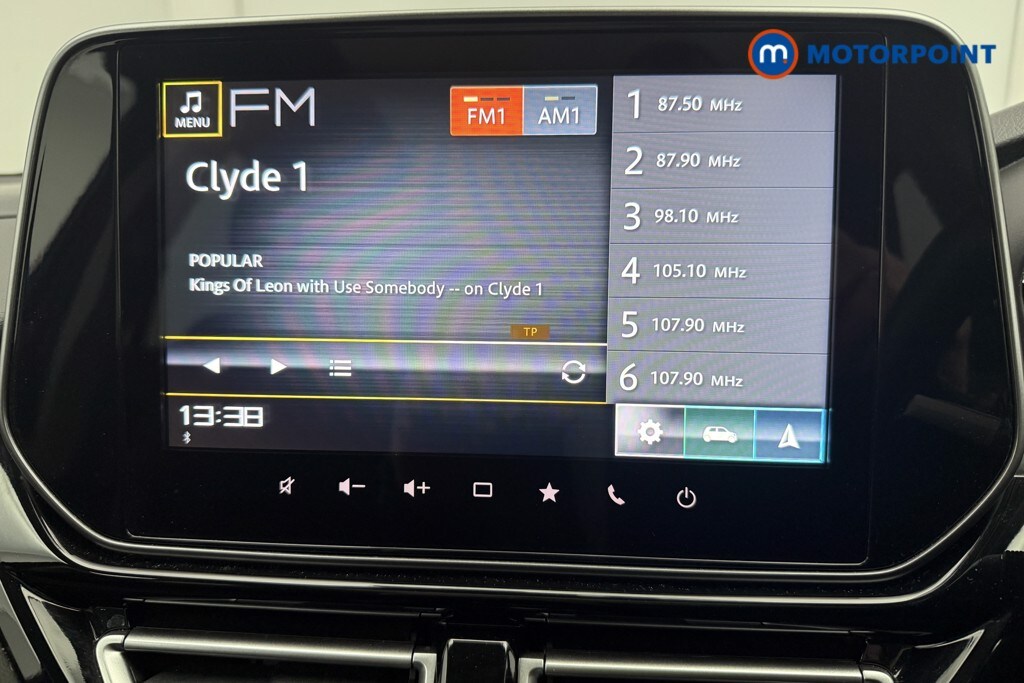 m. MOTORPOINT
MENU
FM
FM1
AM1
Clyde 1
POPULAR
Kings Of Leon with Use Somebody -- on Clyde 1
TP
13:38
1 87.50 MHz
2 87.90 MHz
3 98.10 MHz
4 105.10 MHz
5 107.90 MHz
6 107.90 MHz